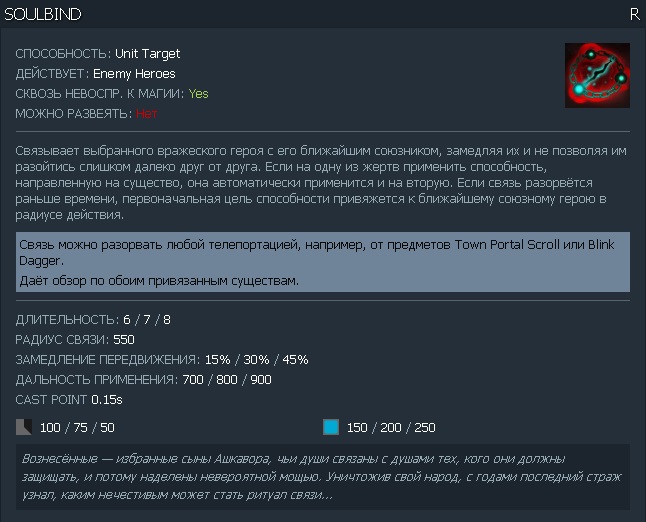 SOULBIND R
СПОСОБНОСТЬ: Unit Target
ДЕЙСТВУЕТ: Enemy Heroes
СКВОЗЬ НЕВОСПР. К МАГИИ: Yes
МОЖНО РАЗВЕЯТЬ: Нет
Связывает выбранного вражеского героя с его ближайшим союзником, замедляя их и не позволяя им
разойтись слишком далеко друг от друга. Если на одну из жертв применить способность,
направленную на существо, она автоматически применится и на вторую. Если связь разорвётся
раньше времени, первоначальная цель способности привяжется к ближайшему союзному герою в
радиусе действия.
Связь можно разорвать любой телепортацией, например, от предметов Town Portal Scroll или Blink
Dagger.
Даёт обзор по обоим привязанным существам.
ДЛИТЕЛЬНОСТЬ: 6 / 7 / 8
РАДИУС СВЯЗИ: 550
ЗАМЕДЛЕНИЕ ПЕРЕДВИЖЕНИЯ: 15% / 30% / 45%
ДАЛЬНОСТЬ ПРИМЕНЕНИЯ: 700 / 800 / 900
CAST POINT 0.15s
100 / 75 / 50 150 / 200 / 250
Вознесённые — избранные сыны Ашкавора, чьи души связаны с душами тех, кого они должны
защищать, и потому наделены невероятной мощью. Уничтожив свой народ, с годами последний страж
узнал, каким нечестивым может стать ритуал связи...